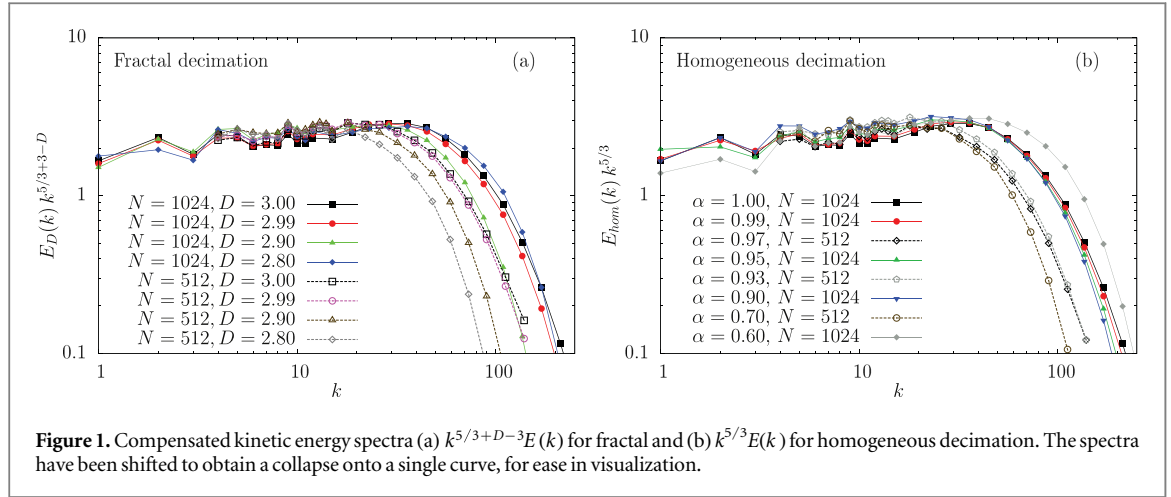 Fractal decimation
(a)
10
1
0.1
E_D(k) k^{5/3+3−D}
N = 1024, D = 3.00
N = 1024, D = 2.99
N = 1024, D = 2.90
N = 1024, D = 2.80
N = 512, D = 3.00
N = 512, D = 2.99
N = 512, D = 2.90
N = 512, D = 2.80
1
10
100
k
Homogeneous decimation
(b)
10
1
0.1
E_{hom}(k) k^{5/3}
α = 1.00, N = 1024
α = 0.99, N = 1024
α = 0.97, N = 512
α = 0.95, N = 1024
α = 0.93, N = 512
α = 0.90, N = 1024
α = 0.70, N = 512
α = 0.60, N = 1024
1
10
100
k
Figure 1. Compensated kinetic energy spectra (a) k^{5/3+D−3}E(k) for fractal and (b) k^{5/3}E(k) for homogeneous decimation. The spectra
have been shifted to obtain a collapse onto a single curve, for ease in visualization.